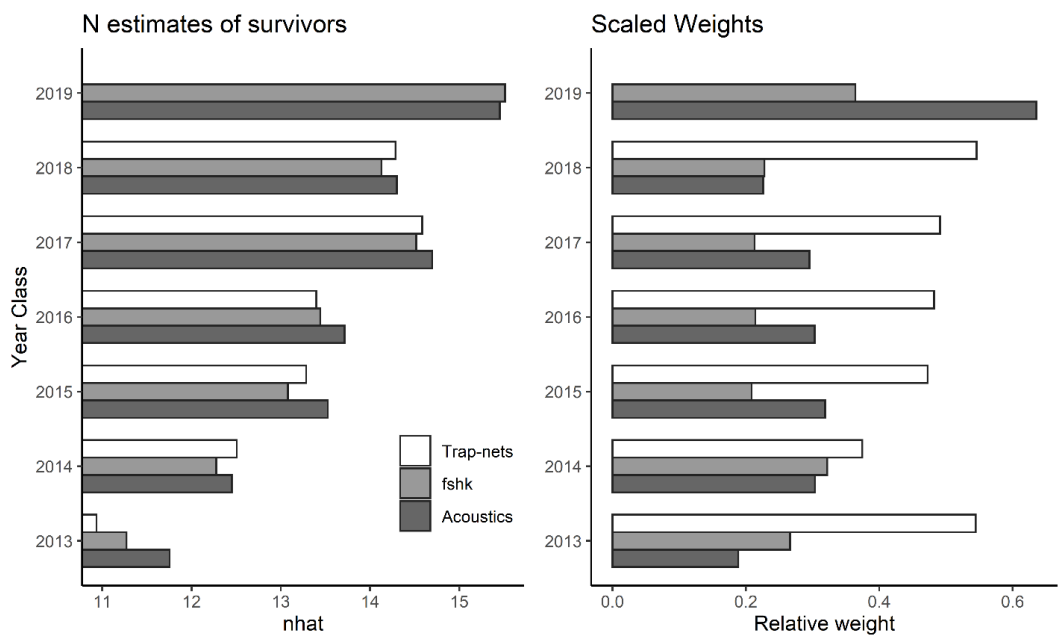 N estimates of survivors
Year Class
2019
2018
2017
2016
2015
2014
2013
Trap-nets
fshk
Acoustics
11 12 13 14 15
nhat
Scaled Weights
2019
2018
2017
2016
2015
2014
2013
0.0 0.2 0.4 0.6
Relative weight